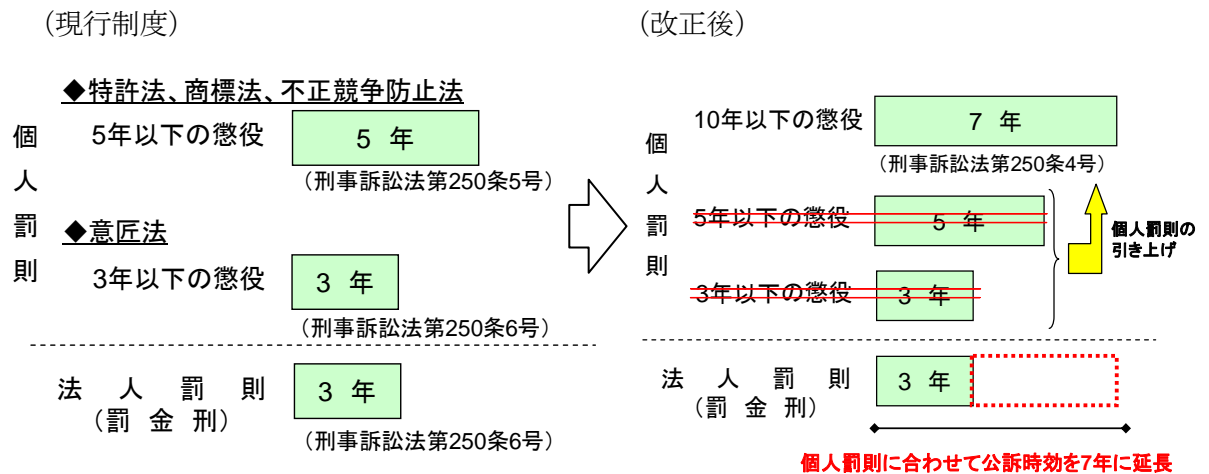 （現行制度）
◆特許法、商標法、不正競争防止法
個人罰則
5年以下の懲役
5 年
（刑事訴訟法第250条5号）
◆意匠法
3年以下の懲役
3 年
（刑事訴訟法第250条6号）
法人罰則
（罰金刑）
3 年
（刑事訴訟法第250条6号）
（改正後）
個人罰則
10年以下の懲役
7 年
（刑事訴訟法第250条4号）
5年以下の懲役
5 年
3年以下の懲役
3 年
個人罰則の
引き上げ
法人罰則
（罰金刑）
3 年
個人罰則に合わせて公訴時効を7年に延長